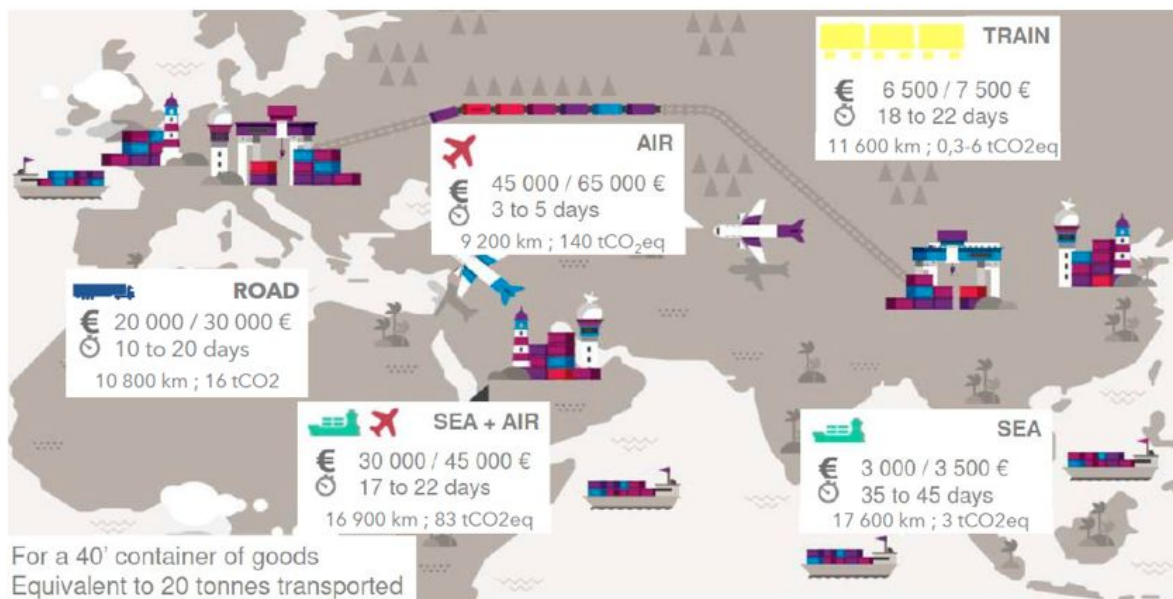 TRAIN
€ 6 500 / 7 500 €
18 to 22 days
11 600 km ; 0,3-6 tCO2eq
AIR
€ 45 000 / 65 000 €
3 to 5 days
9 200 km ; 140 tCO₂eq
ROAD
€ 20 000 / 30 000 €
10 to 20 days
10 800 km ; 16 tCO2
SEA + AIR
€ 30 000 / 45 000 €
17 to 22 days
16 900 km ; 83 tCO2eq
SEA
€ 3 000 / 3 500 €
35 to 45 days
17 600 km ; 3 tCO2eq
For a 40' container of goods
Equivalent to 20 tonnes transported